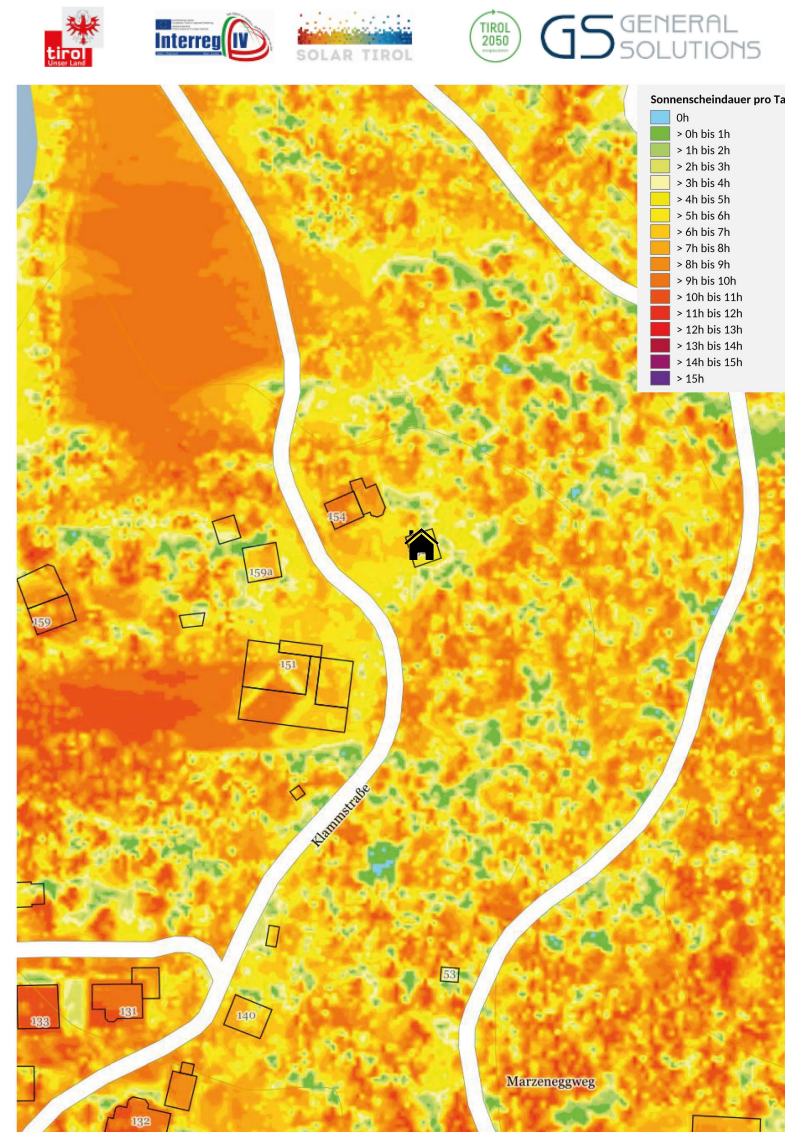 tirol
Unser Land
Interreg IV
SOLAR TIROL
TIROL
2050
GS GENERAL
SOLUTIONS
Sonnenscheindauer pro Ta
0h
> 0h bis 1h
> 1h bis 2h
> 2h bis 3h
> 3h bis 4h
> 4h bis 5h
> 5h bis 6h
> 6h bis 7h
> 7h bis 8h
> 8h bis 9h
> 9h bis 10h
> 10h bis 11h
> 11h bis 12h
> 12h bis 13h
> 13h bis 14h
> 14h bis 15h
> 15h
154
159a
159
151
Klammstraße
53
133
131
140
Marzeneggweg
132